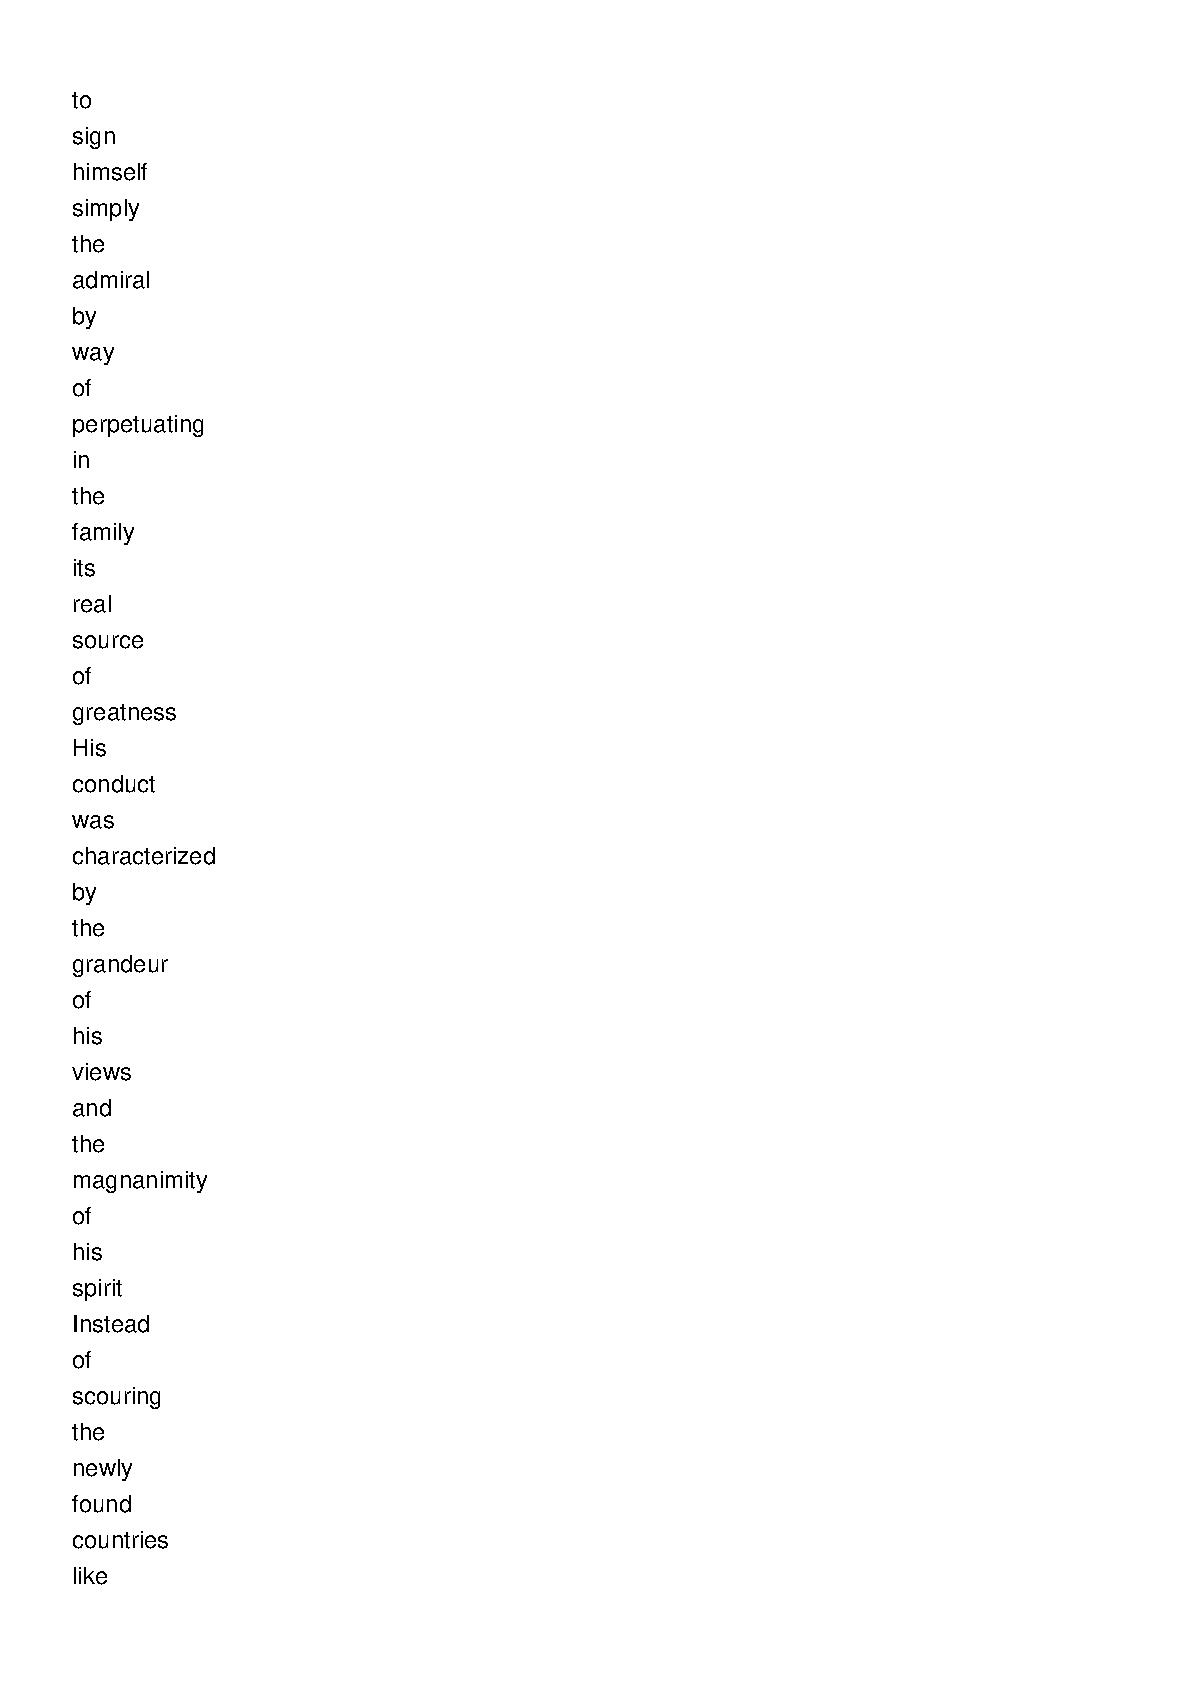 to
sign
himself
simply
the
admiral
by
way
of
perpetuating
in
the
family
its
real
source
of
greatness
His
conduct
was
characterized
by
the
grandeur
of
his
views
and
the
magnanimity
of
his
spirit
Instead
of
scouring
the
newly
found
countries
like